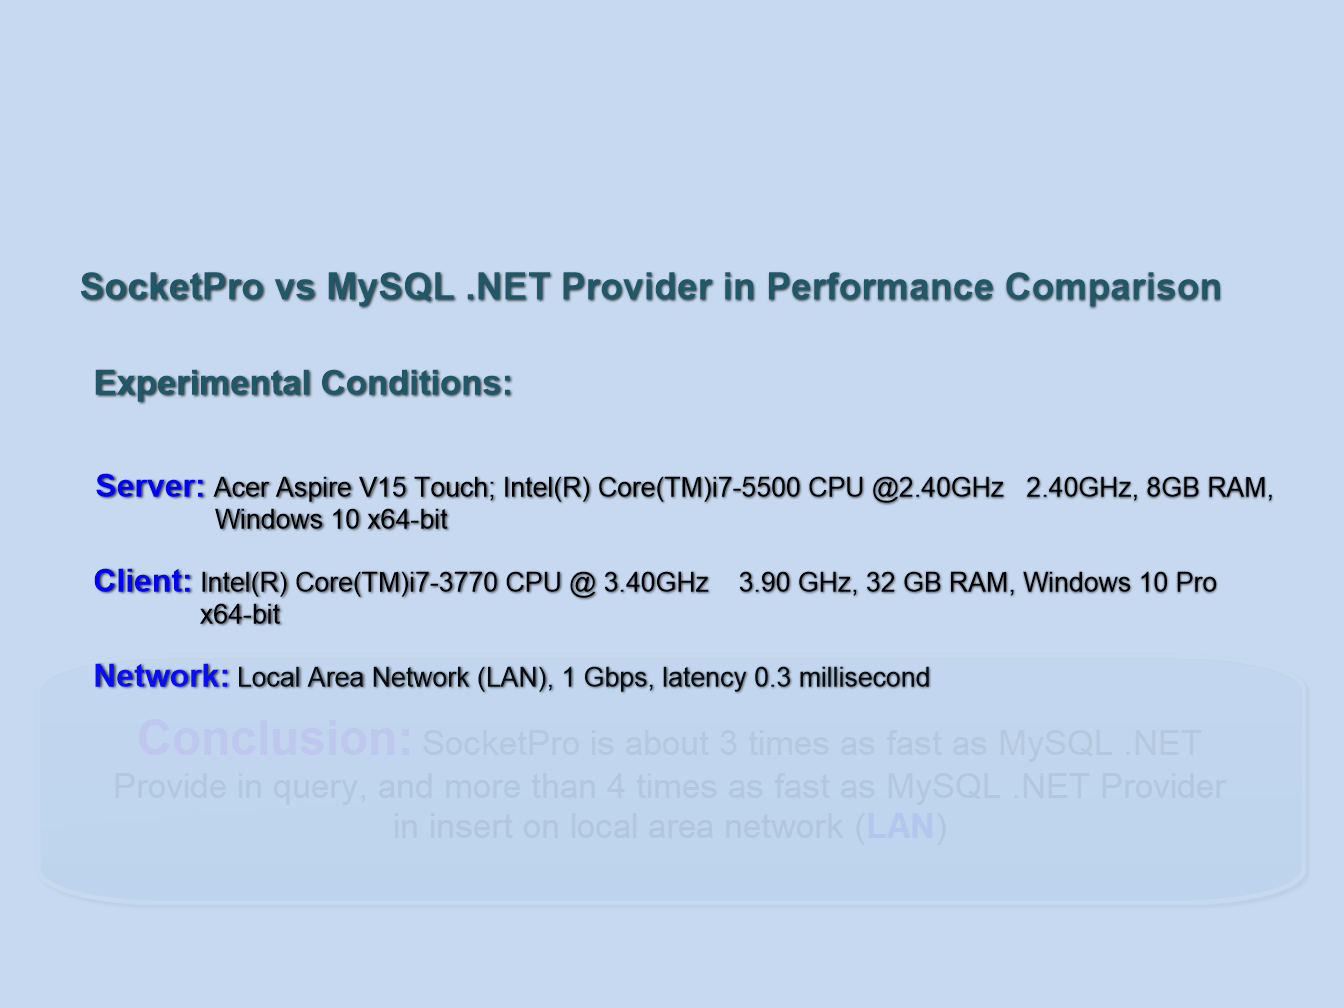 SocketPro vs MySQL .NET Provider in Performance Comparison
Experimental Conditions:
Server: Acer Aspire V15 Touch; Intel(R) Core(TM)i7-5500 CPU @2.40GHz 2.40GHz, 8GB RAM,
Windows 10 x64-bit
Client: Intel(R) Core(TM)i7-3770 CPU @ 3.40GHz 3.90 GHz, 32 GB RAM, Windows 10 Pro
x64-bit
Network: Local Area Network (LAN), 1 Gbps, latency 0.3 millisecond
Conclusion: SocketPro is about 3 times as fast as MySQL .NET
Provide in query, and more than 4 times as fast as MySQL .NET Provider
in insert on local area network (LAN)